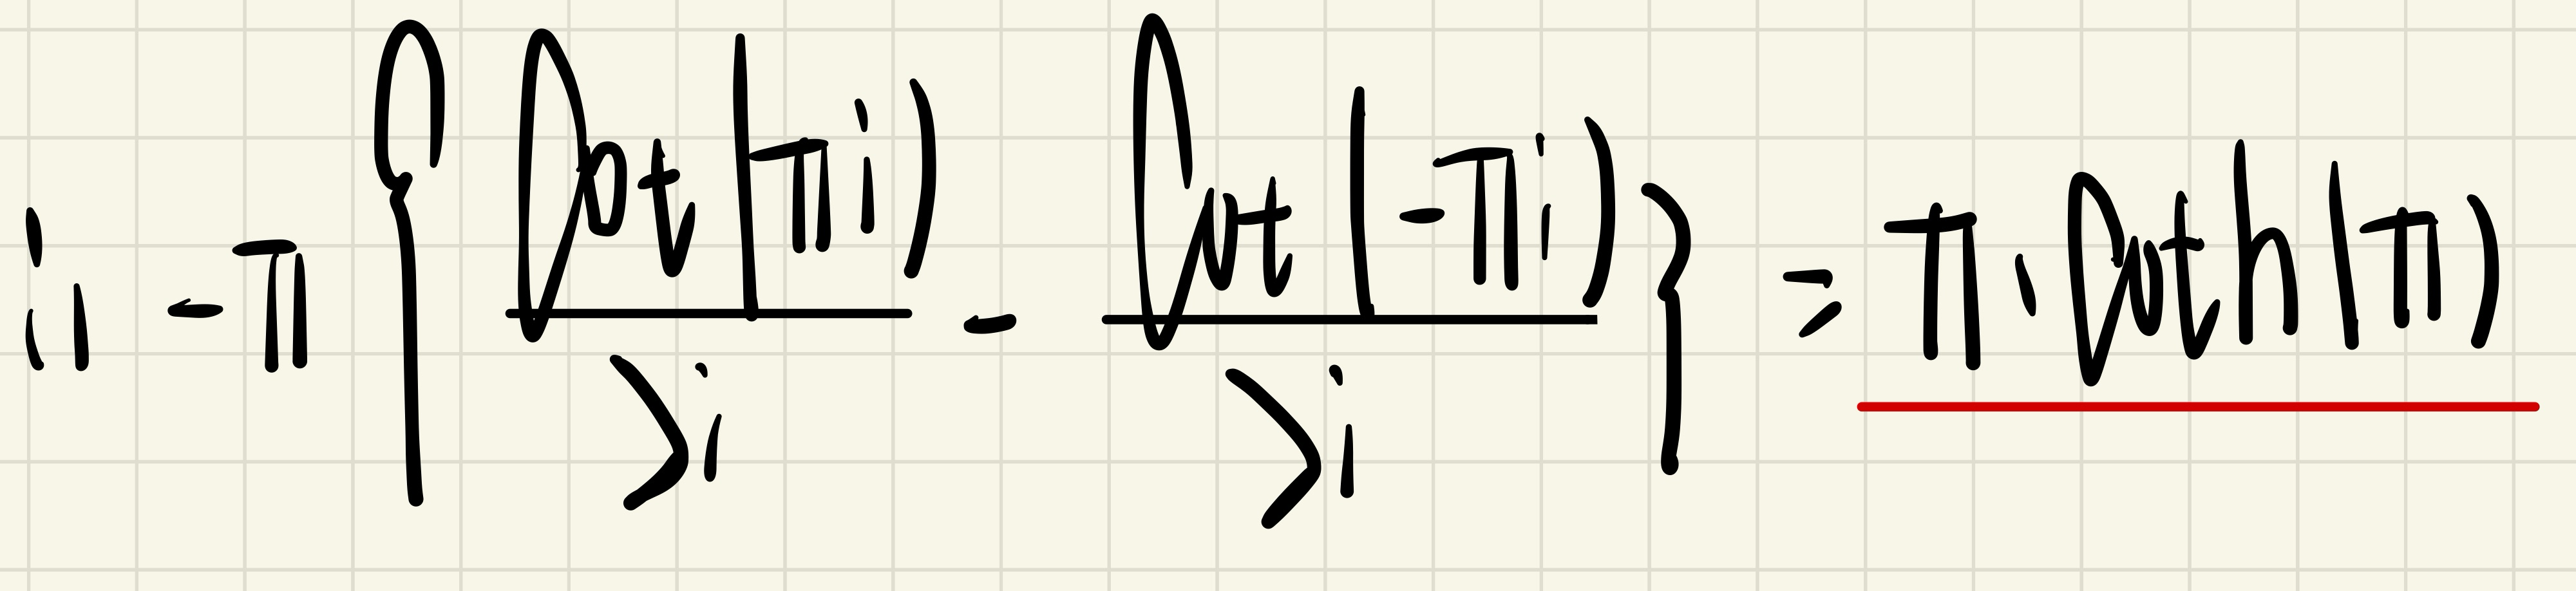 ii - π { Cot(πi) / 2i - Cot(-πi) / 2i } = π · Coth(π)